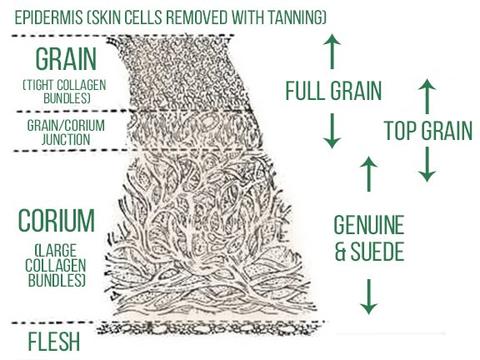 EPIDERMIS (SKIN CELLS REMOVED WITH TANNING)
GRAIN
(TIGHT COLLAGEN
BUNDLES)
GRAIN/CORIUM
JUNCTION
CORIUM
(LARGE
COLLAGEN
BUNDLES)
FLESH
FULL GRAIN
TOP GRAIN
GENUINE
& SUEDE